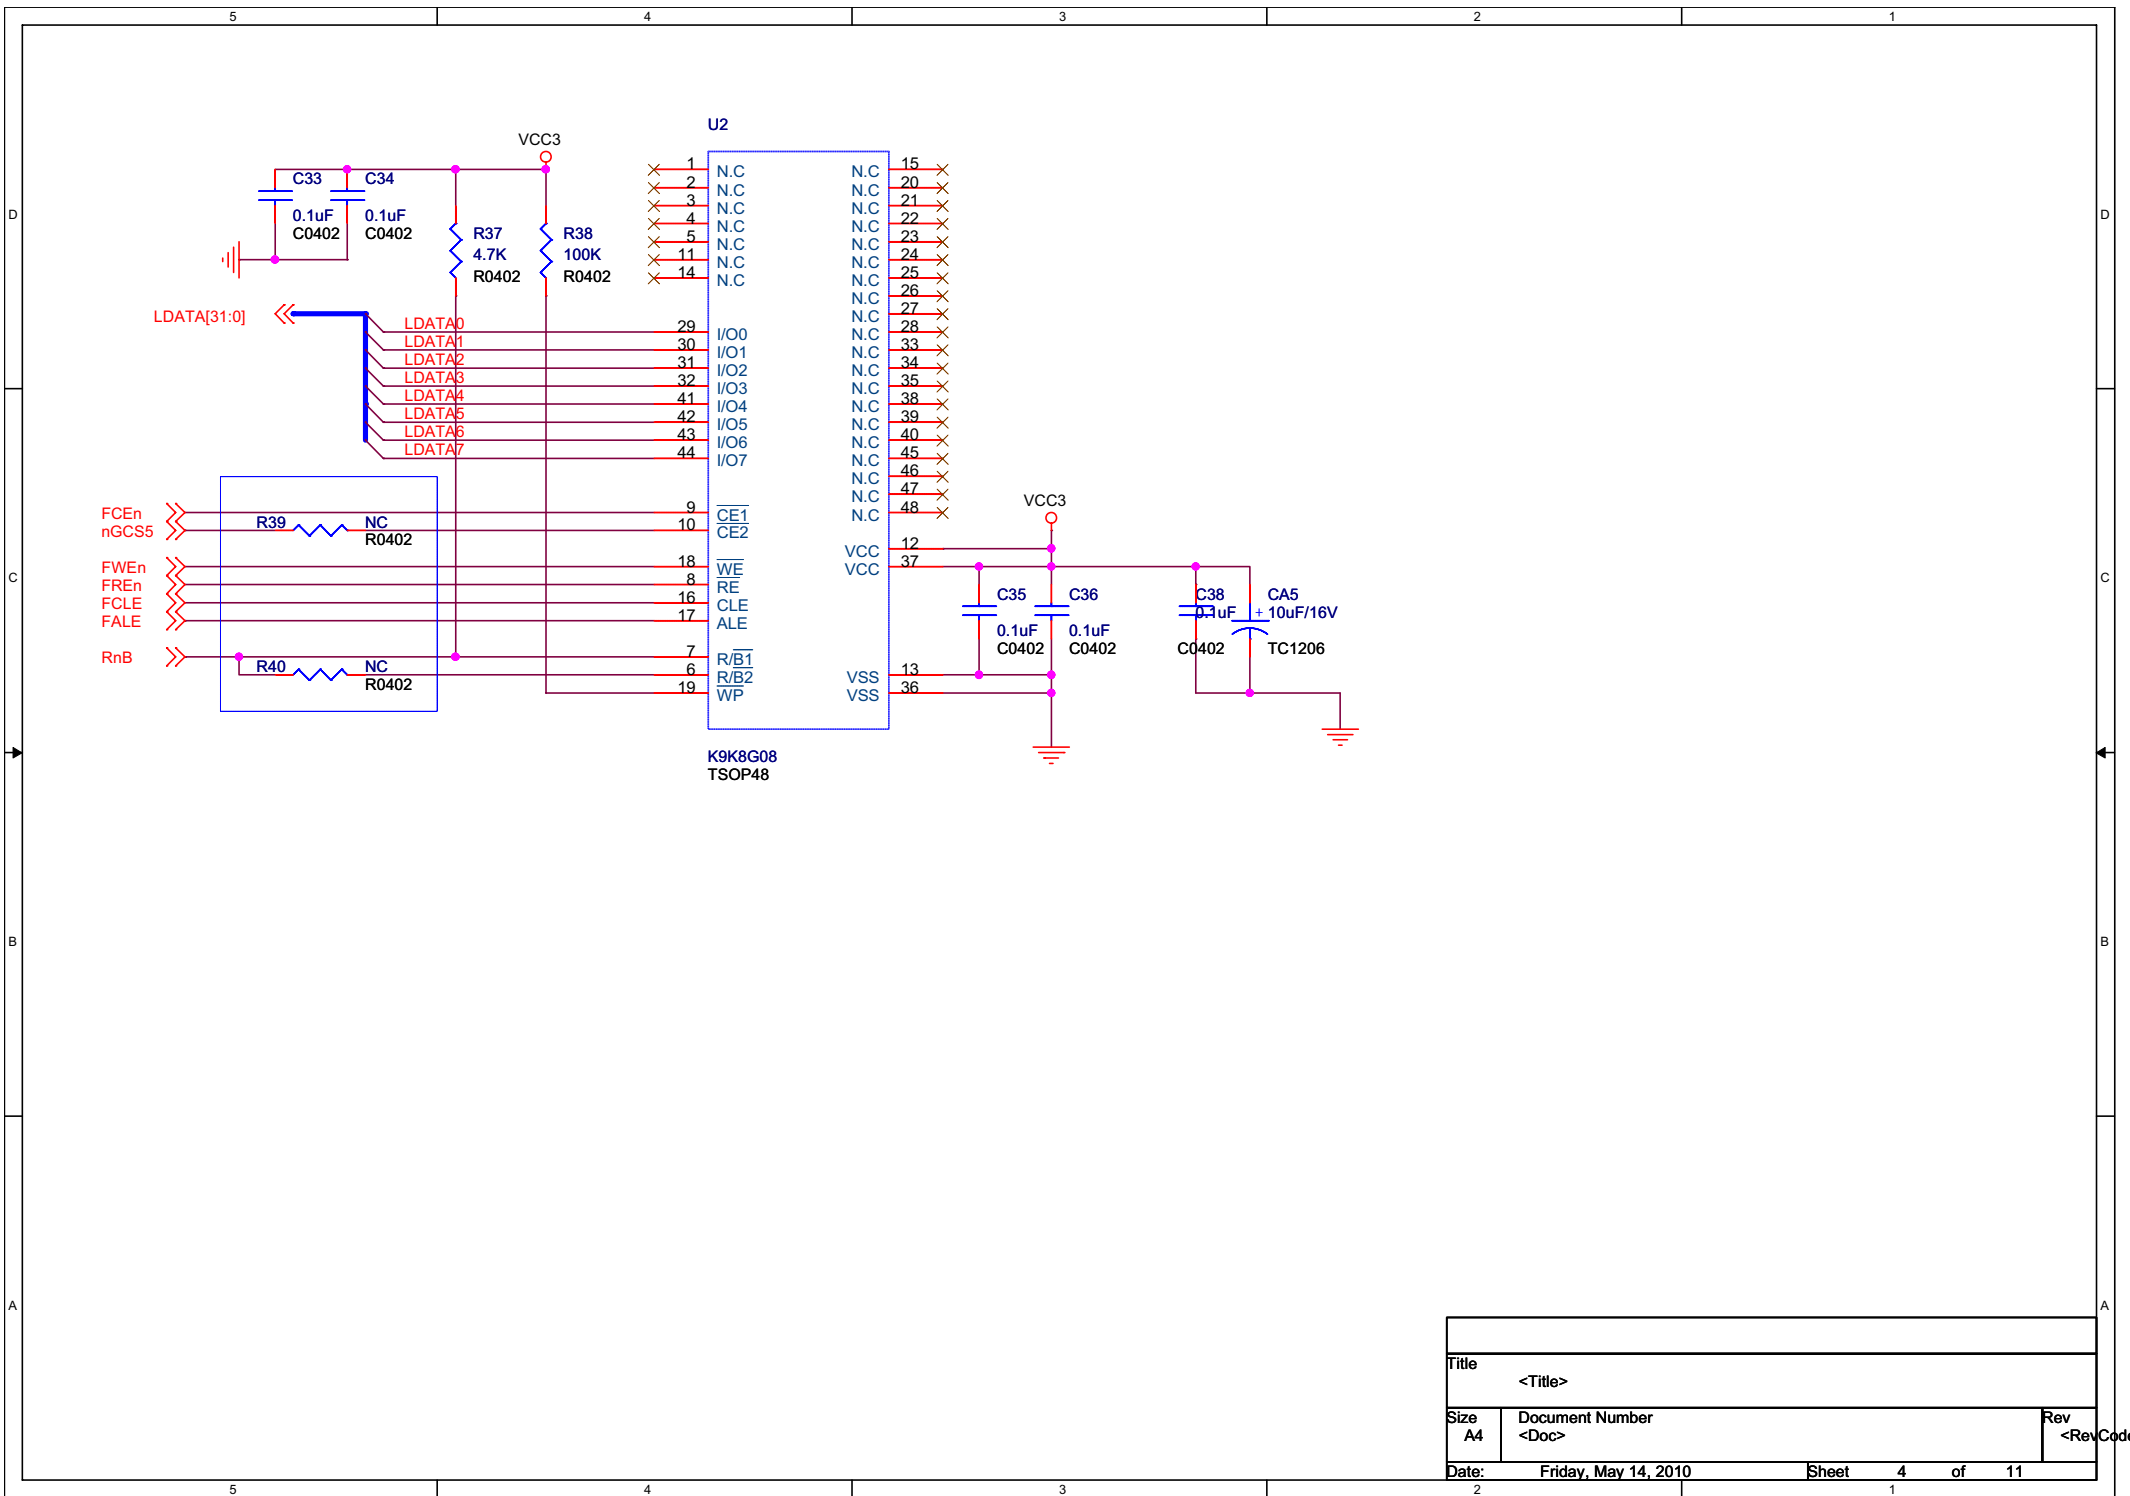 5 4 3 2 1
D D
C C
B B
A A
U2
VCC3
C33
0.1uF
C0402
C34
0.1uF
C0402
R37
4.7K
R0402
R38
100K
R0402
1 N.C
2 N.C
3 N.C
4 N.C
5 N.C
11 N.C
14 N.C
N.C 15
N.C 20
N.C 21
N.C 22
N.C 23
N.C 24
N.C 25
N.C 26
N.C 27
N.C 28
N.C 33
N.C 34
N.C 35
N.C 38
N.C 39
N.C 40
N.C 45
N.C 46
N.C 47
N.C 48
LDATA[31:0]
LDATA0 29 I/O0
LDATA1 30 I/O1
LDATA2 31 I/O2
LDATA3 32 I/O3
LDATA4 41 I/O4
LDATA5 42 I/O5
LDATA6 43 I/O6
LDATA7 44 I/O7
FCEn 9 CE1
nGCS5 R39 NC 10 CE2
R0402
FWEn 18 WE
FREn 8 RE
FCLE 16 CLE
FALE 17 ALE
RnB 7 R/B1
R40 NC 6 R/B2
R0402
19 WP
VCC3
VCC 12
VCC 37
C35
0.1uF
C0402
C36
0.1uF
C0402
C38
0.1uF
C0402
CA5
+ 10uF/16V
TC1206
VSS 13
VSS 36
K9K8G08
TSOP48
Title
<Title>
Size Document Number Rev
A4 <Doc> <RevCode
Date: Friday, May 14, 2010 Sheet 4 of 11
5 4 3 2 1